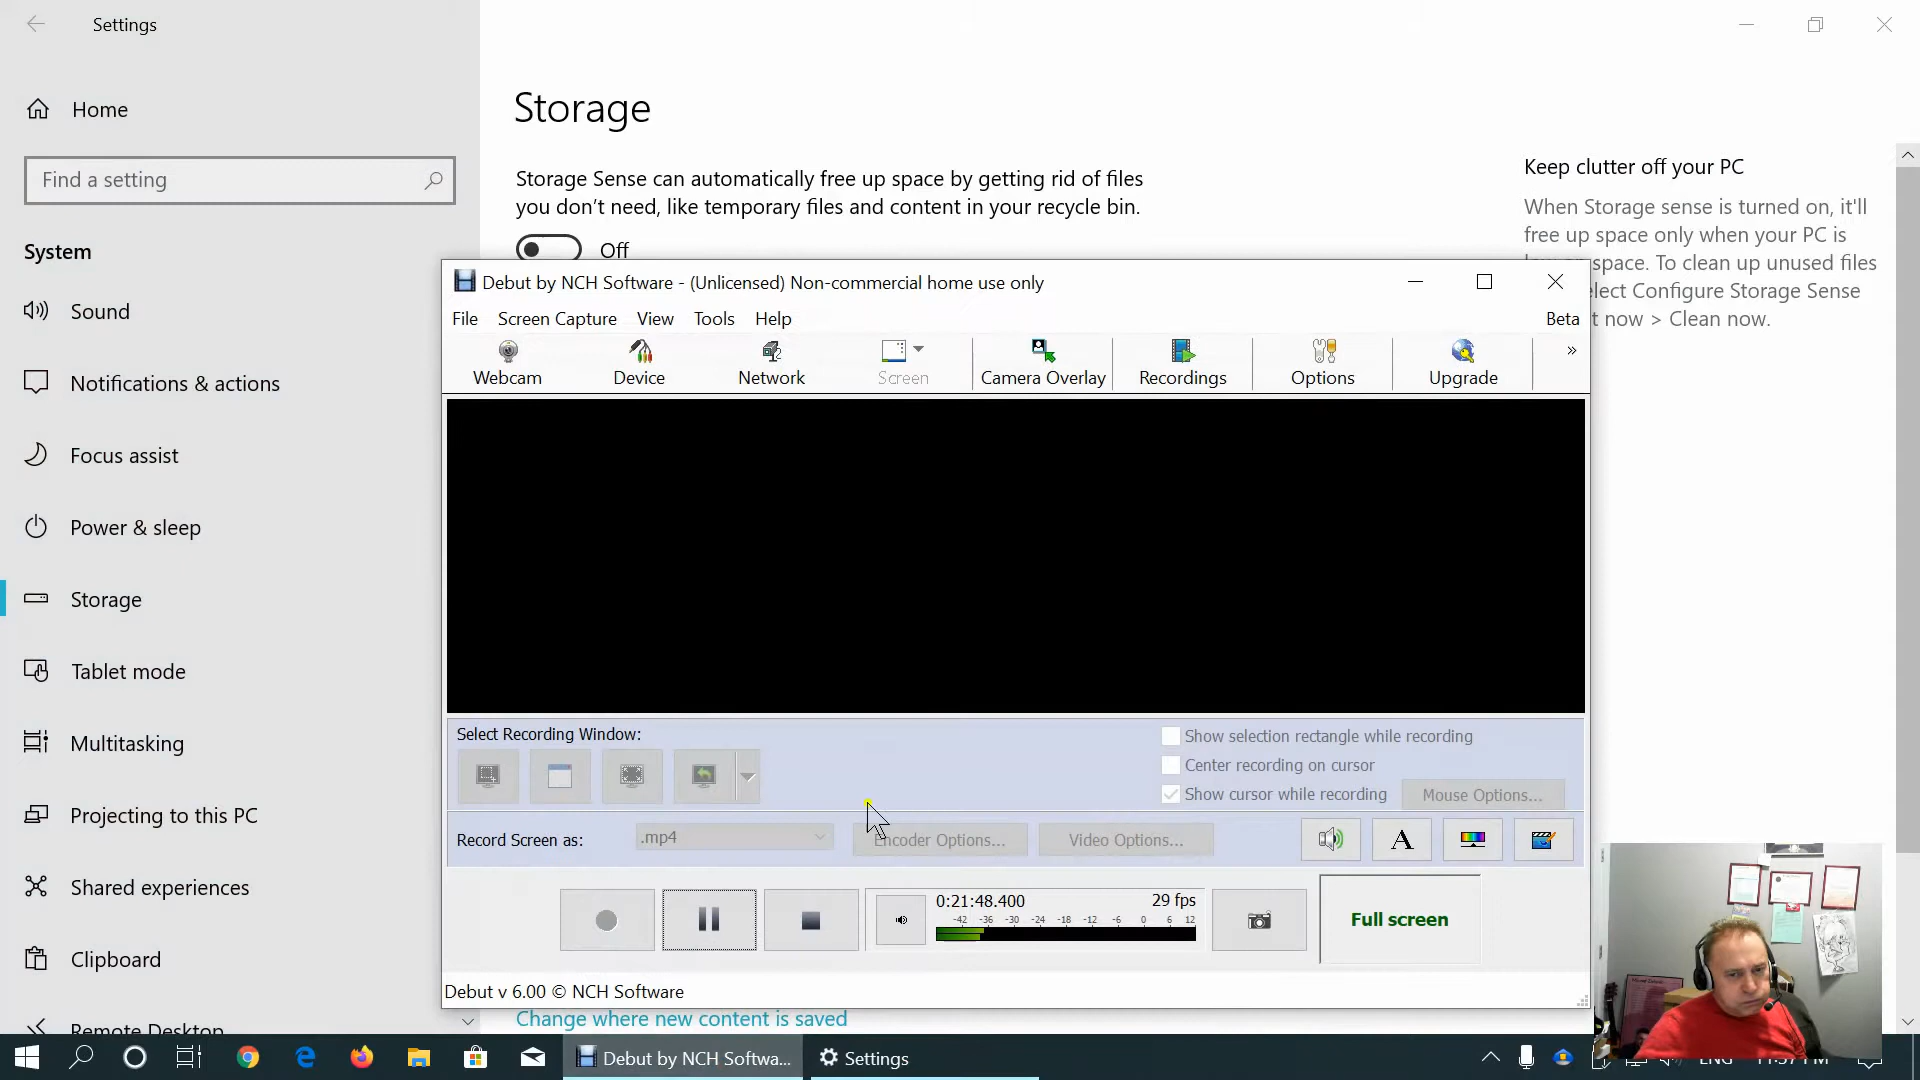 Settings
Home
Find a setting
System
Sound
Notifications & actions
Focus assist
Power & sleep
Storage
Tablet mode
Multitasking
Projecting to this PC
Shared experiences
Clipboard
Remote Desktop
Storage
Storage Sense can automatically free up space by getting rid of files
you don't need, like temporary files and content in your recycle bin.
Off
Keep clutter off your PC
When Storage sense is turned on, it'll
free up space only when your PC is
space. To clean up unused files
Configure Storage Sense
now > Clean now.
Debut by NCH Software - (Unlicensed) Non-commercial home use only
File Screen Capture View Tools Help Beta
Webcam Device Network Screen Camera Overlay Recordings Options Upgrade »
Select Recording Window:
Show selection rectangle while recording
Center recording on cursor
Show cursor while recording Mouse Options...
Record Screen as: .mp4 Encoder Options... Video Options... A
0:21:48.400 29 fps
-42 -36 -30 -24 -18 -12 -6 0 6 12
Full screen
Debut v 6.00 © NCH Software
Change where new content is saved
Debut by NCH Softwa... Settings